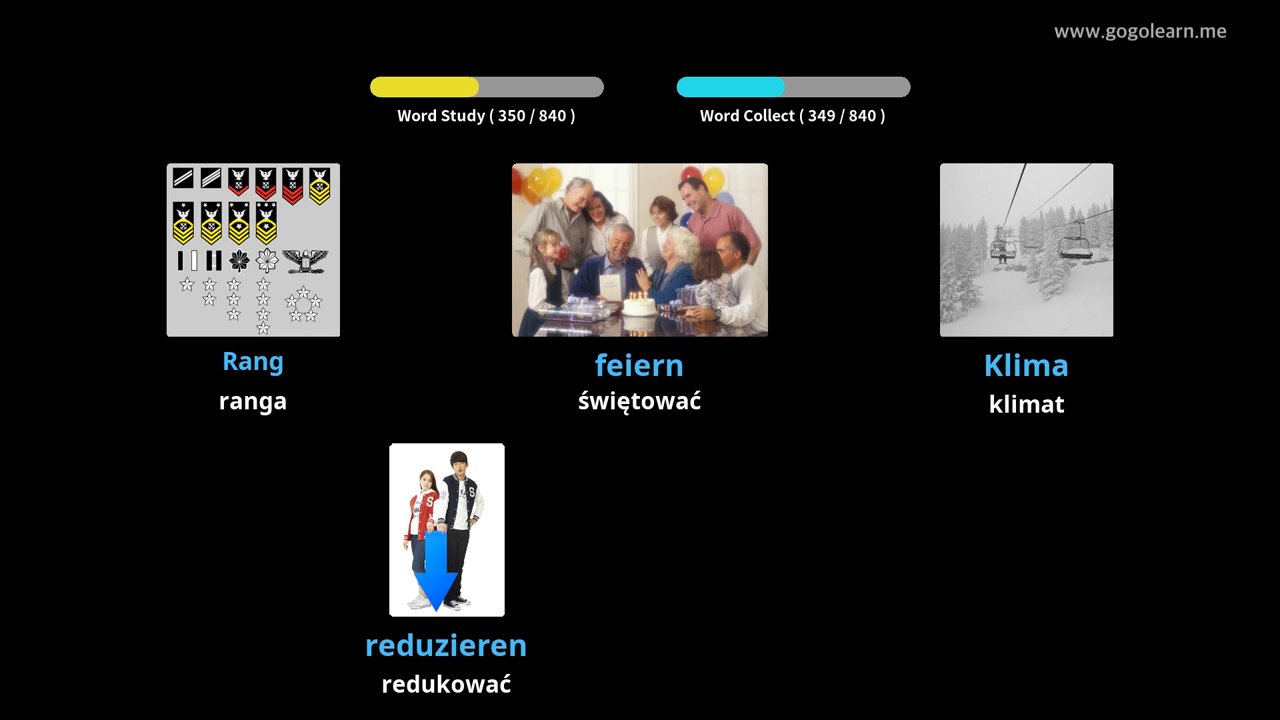 www.gogolearn.me
Word Study ( 350 / 840 )
Word Collect ( 349 / 840 )
Rang
ranga
feiern
świętować
Klima
klimat
reduzieren
redukować